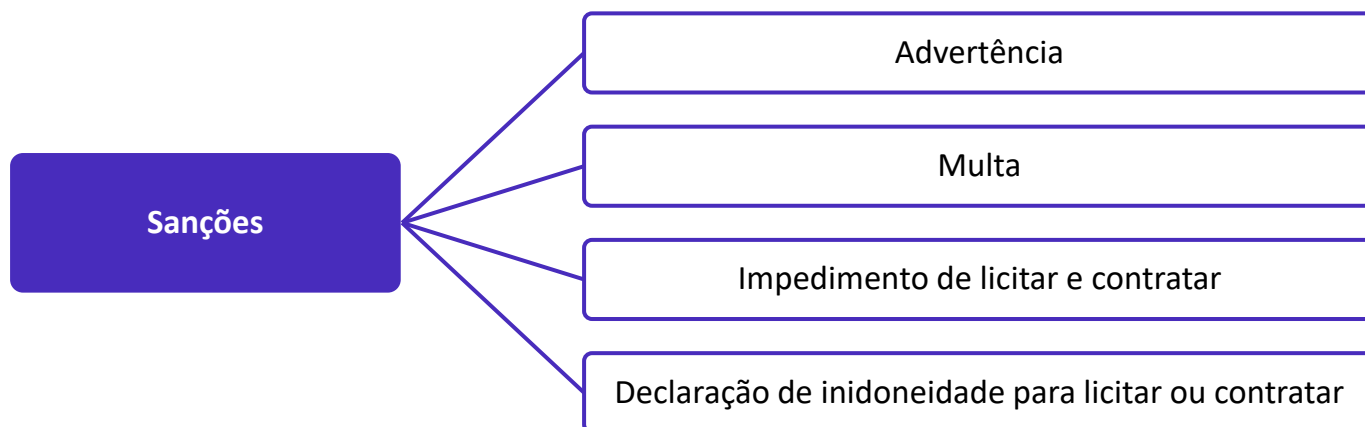 Sanções
Advertência
Multa
Impedimento de licitar e contratar
Declaração de inidoneidade para licitar ou contratar